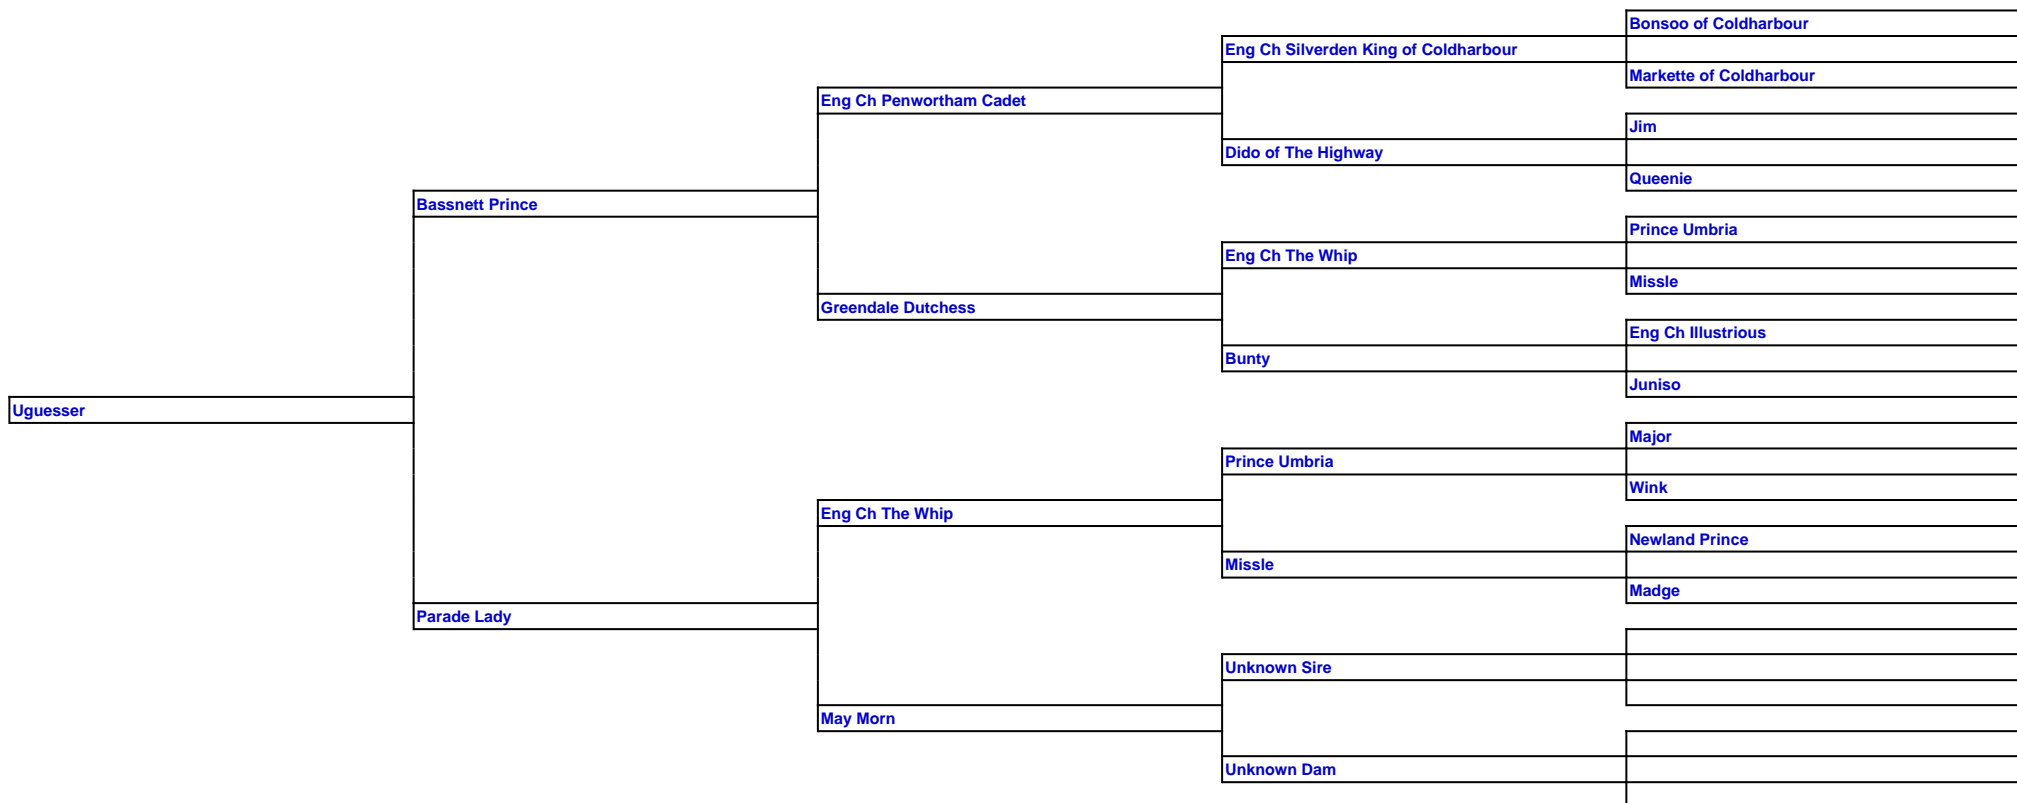 Bonsoo of Coldharbour
Eng Ch Silverden King of Coldharbour
Markette of Coldharbour
Eng Ch Penwortham Cadet
Jim
Dido of The Highway
Queenie
Bassnett Prince
Prince Umbria
Eng Ch The Whip
Missle
Greendale Dutchess
Eng Ch Illustrious
Bunty
Juniso
Uguesser
Major
Prince Umbria
Wink
Eng Ch The Whip
Newland Prince
Missle
Madge
Parade Lady
Unknown Sire
May Morn
Unknown Dam